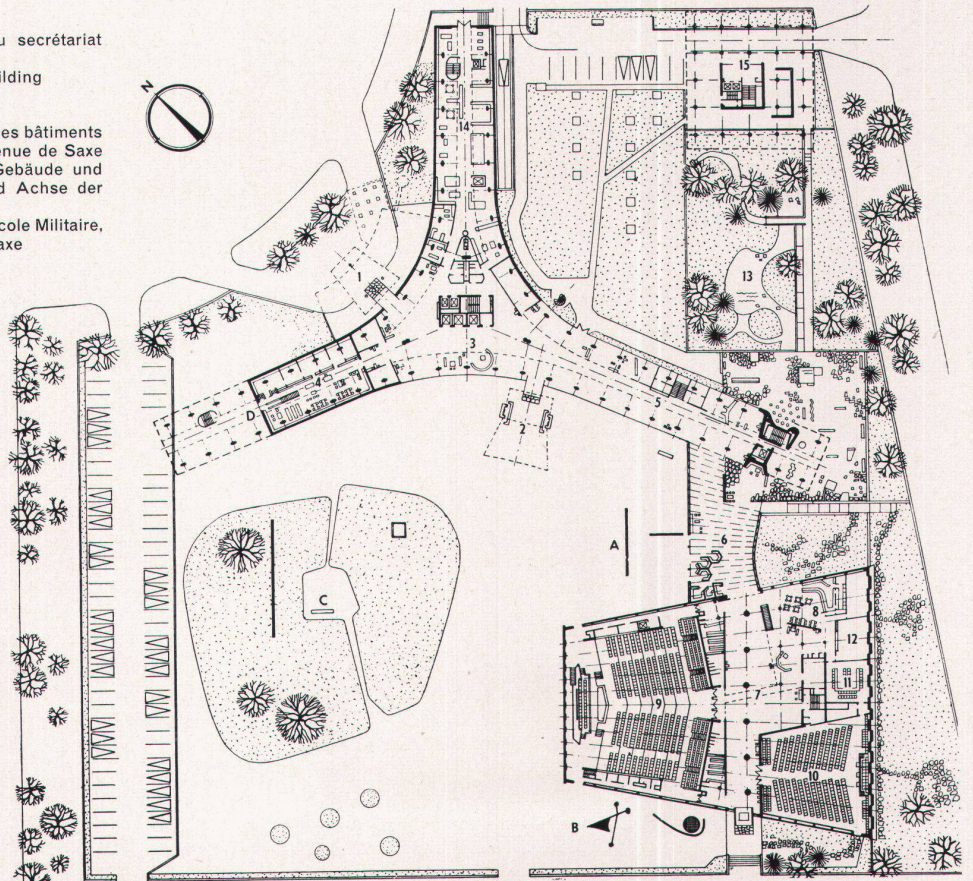 u secrétariat
ilding
es bâtiments
enue de Saxe
Gebäude und
d Achse der
cole Militaire,
axe
N
15
14
13
1
3
4
D
2
5
6
A
C
8
12
11
7
9
10
B